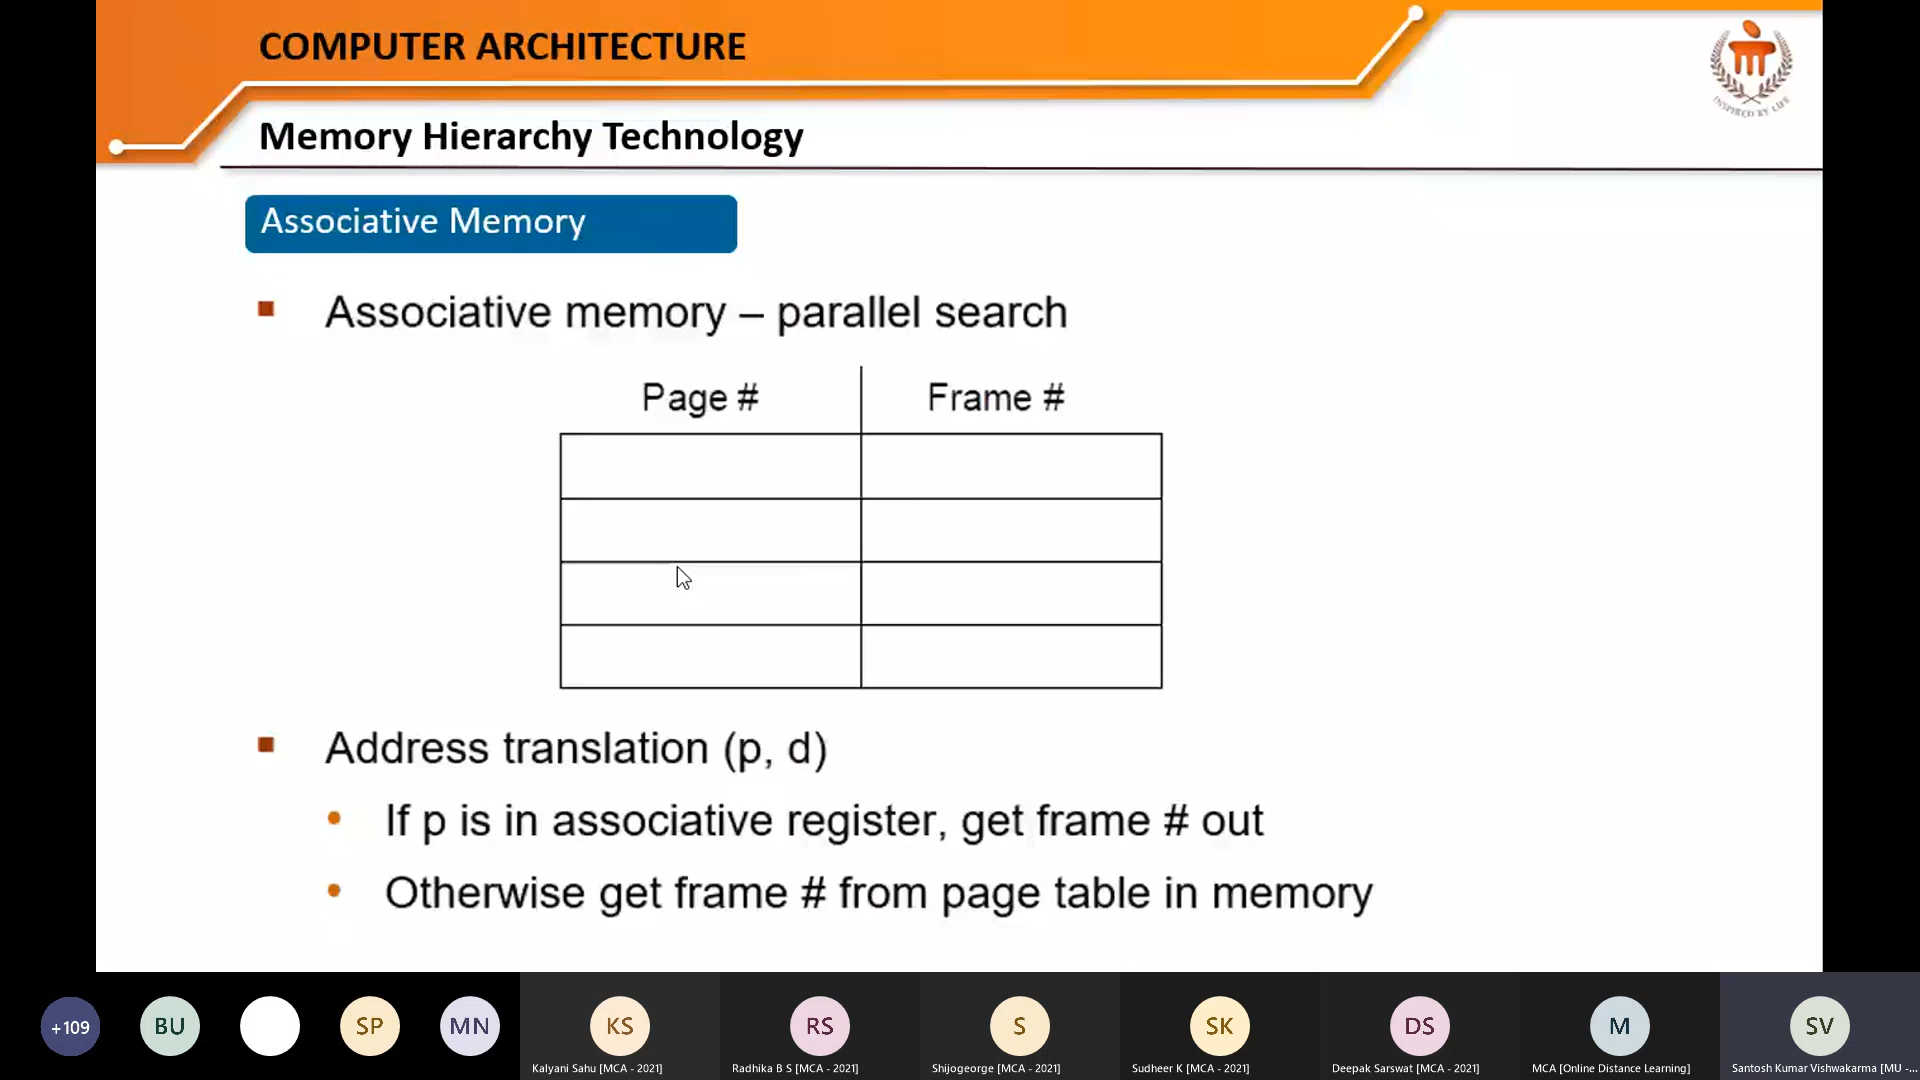 COMPUTER ARCHITECTURE
Memory Hierarchy Technology
INSPIRED BY LIFE
Associative Memory
Associative memory – parallel search
Page # Frame #
Address translation (p, d)
If p is in associative register, get frame # out
Otherwise get frame # from page table in memory
+109 BU SP MN KS RS S SK DS M SV
Kalyani Sahu [MCA - 2021] Radhika B S [MCA - 2021] Shijogeorge [MCA - 2021] Sudheer K [MCA - 2021] Deepak Sarswat [MCA - 2021] MCA [Online Distance Learning] Santosh Kumar Vishwakarma [MU -...